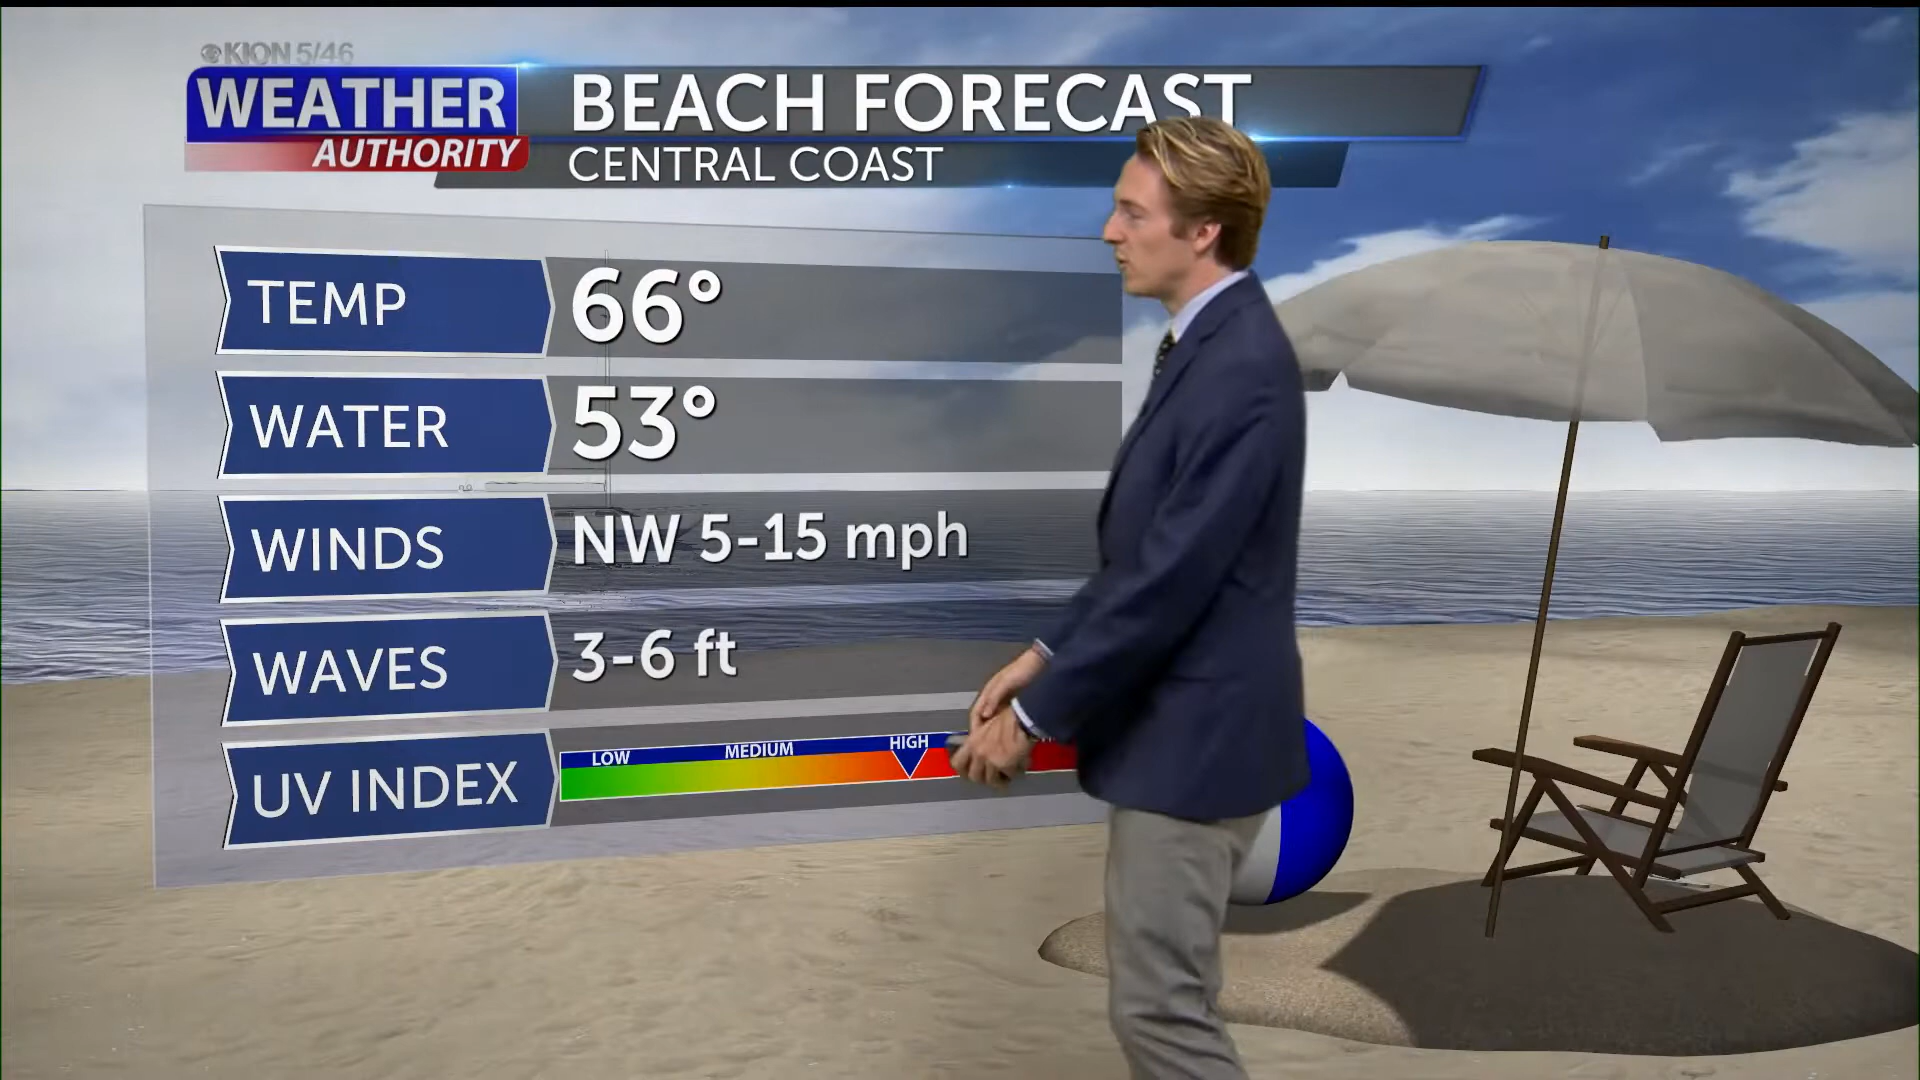 KION 5/46
WEATHER
AUTHORITY
BEACH FORECAST
CENTRAL COAST
TEMP 66°
WATER 53°
WINDS NW 5-15 mph
WAVES 3-6 ft
UV INDEX LOW MEDIUM HIGH